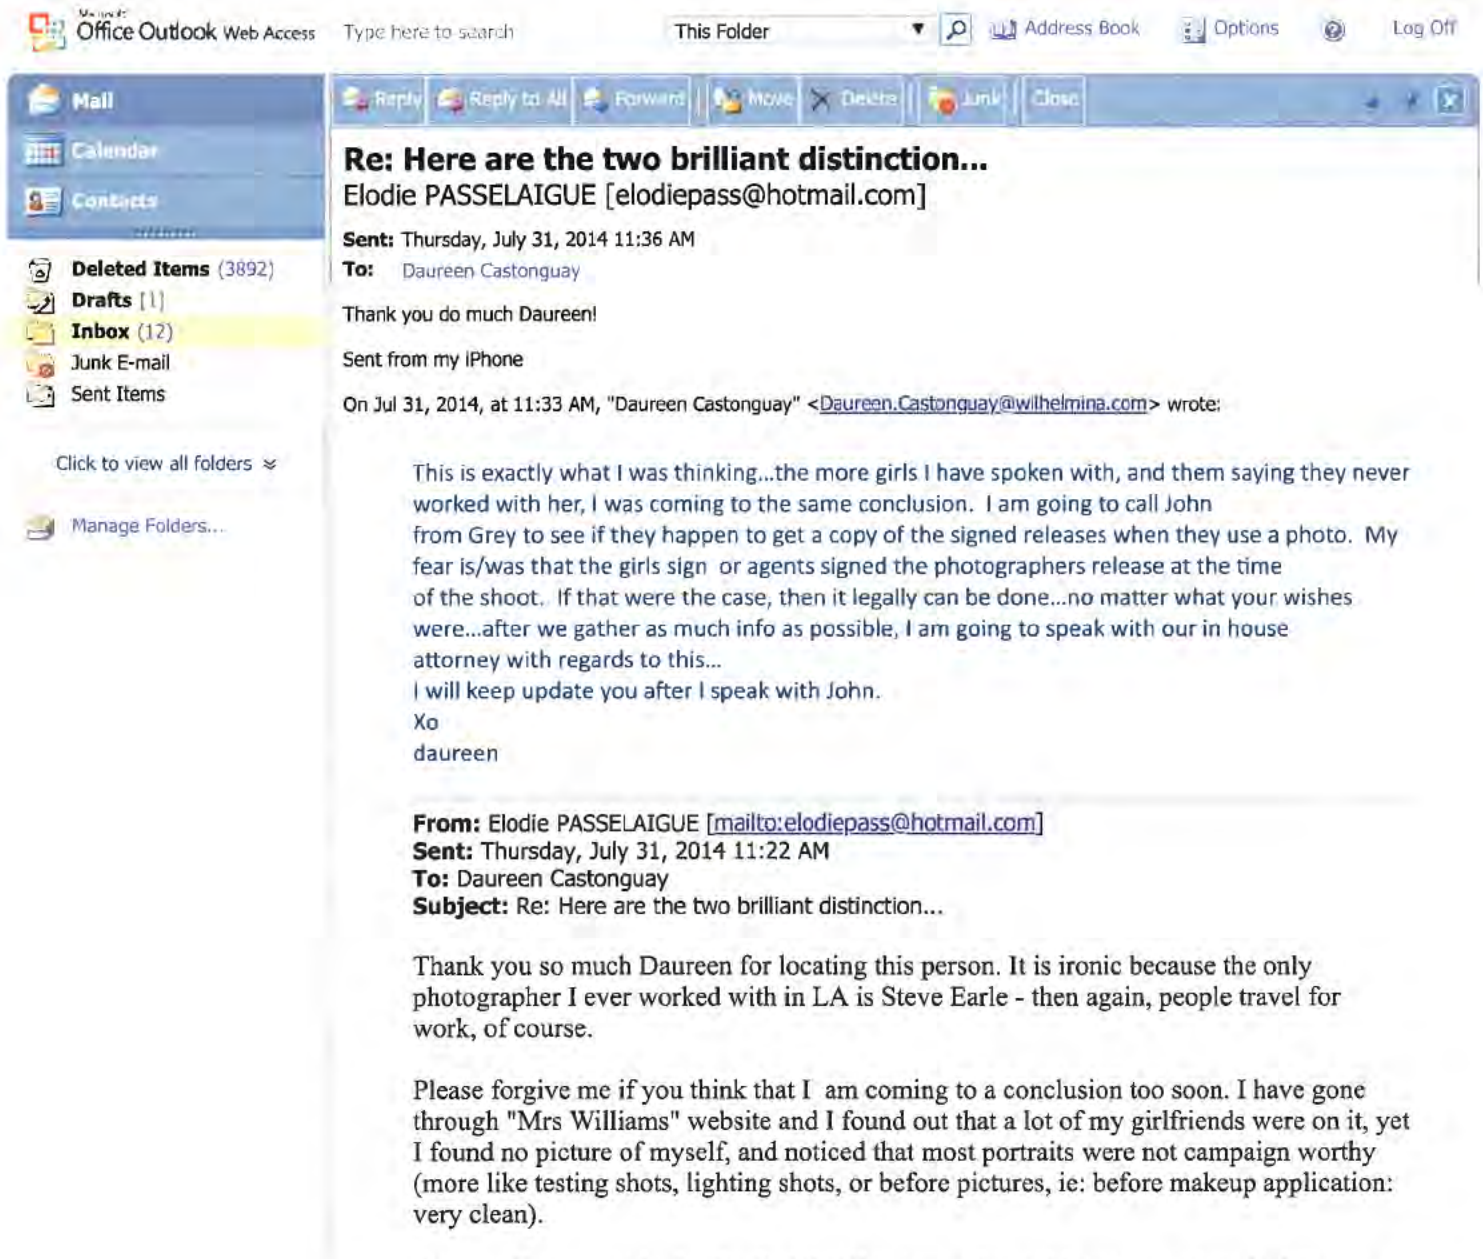 Microsoft
Office Outlook Web Access Type here to search This Folder Address Book Options Log Off
Mail
Calendar
Contacts
Deleted Items (3892)
Drafts [1]
Inbox (12)
Junk E-mail
Sent Items
Click to view all folders
Manage Folders...
Reply Reply to All Forward Move Delete Junk Close
Re: Here are the two brilliant distinction...
Elodie PASSELAIGUE [elodiepass@hotmail.com]
Sent: Thursday, July 31, 2014 11:36 AM
To: Daureen Castonguay
Thank you do much Daureen!
Sent from my iPhone
On Jul 31, 2014, at 11:33 AM, "Daureen Castonguay" <Daureen.Castonguay@wilhelmina.com> wrote:
This is exactly what I was thinking...the more girls I have spoken with, and them saying they never
worked with her, I was coming to the same conclusion. I am going to call John
from Grey to see if they happen to get a copy of the signed releases when they use a photo. My
fear is/was that the girls sign or agents signed the photographers release at the time
of the shoot. If that were the case, then it legally can be done...no matter what your wishes
were...after we gather as much info as possible, I am going to speak with our in house
attorney with regards to this...
I will keep update you after I speak with John.
Xo
daureen
From: Elodie PASSELAIGUE [mailto:elodiepass@hotmail.com]
Sent: Thursday, July 31, 2014 11:22 AM
To: Daureen Castonguay
Subject: Re: Here are the two brilliant distinction...
Thank you so much Daureen for locating this person. It is ironic because the only
photographer I ever worked with in LA is Steve Earle - then again, people travel for
work, of course.
Please forgive me if you think that I am coming to a conclusion too soon. I have gone
through "Mrs Williams" website and I found out that a lot of my girlfriends were on it, yet
I found no picture of myself, and noticed that most portraits were not campaign worthy
(more like testing shots, lighting shots, or before pictures, ie: before makeup application:
very clean).